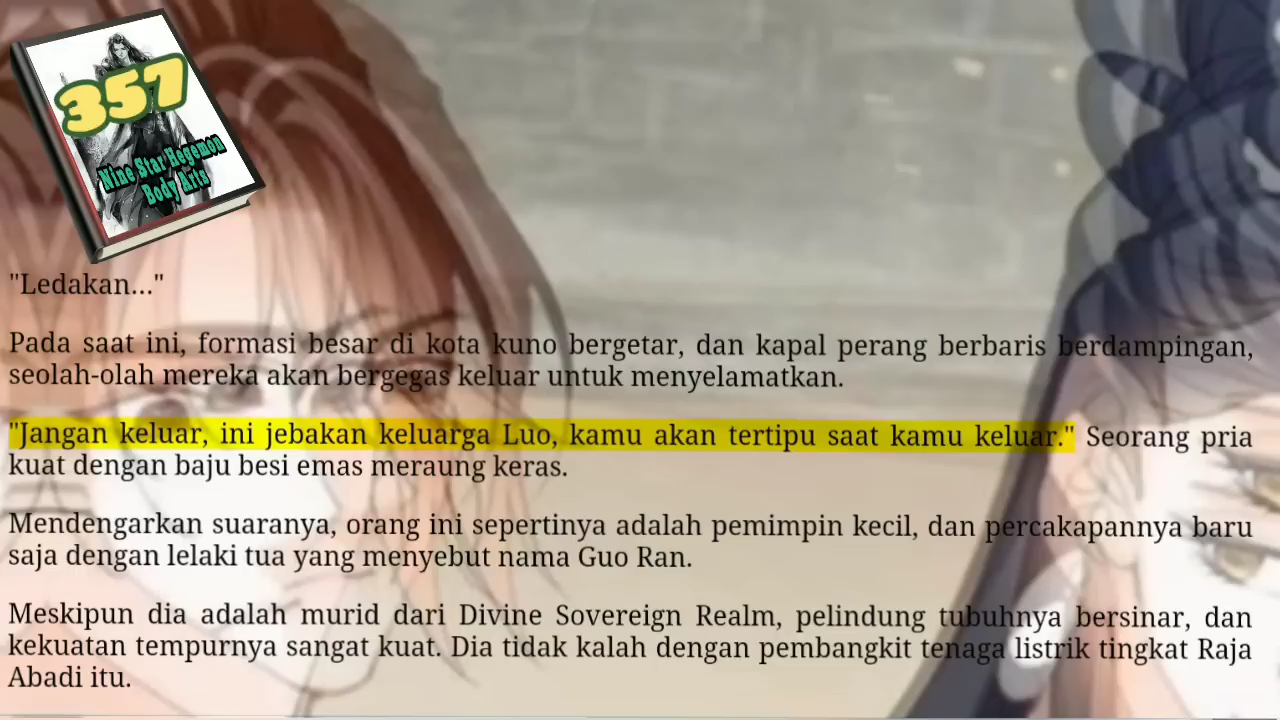 357
Nine Star Hegemon
Body Arts
"Ledakan..."
Pada saat ini, formasi besar di kota kuno bergetar, dan kapal perang berbaris berdampingan,
seolah-olah mereka akan bergegas keluar untuk menyelamatkan.
"Jangan keluar, ini jebakan keluarga Luo, kamu akan tertipu saat kamu keluar." Seorang pria
kuat dengan baju besi emas meraung keras.
Mendengarkan suaranya, orang ini sepertinya adalah pemimpin kecil, dan percakapannya baru
saja dengan lelaki tua yang menyebut nama Guo Ran.
Meskipun dia adalah murid dari Divine Sovereign Realm, pelindung tubuhnya bersinar, dan
kekuatan tempurnya sangat kuat. Dia tidak kalah dengan pembangkit tenaga listrik tingkat Raja
Abadi itu.